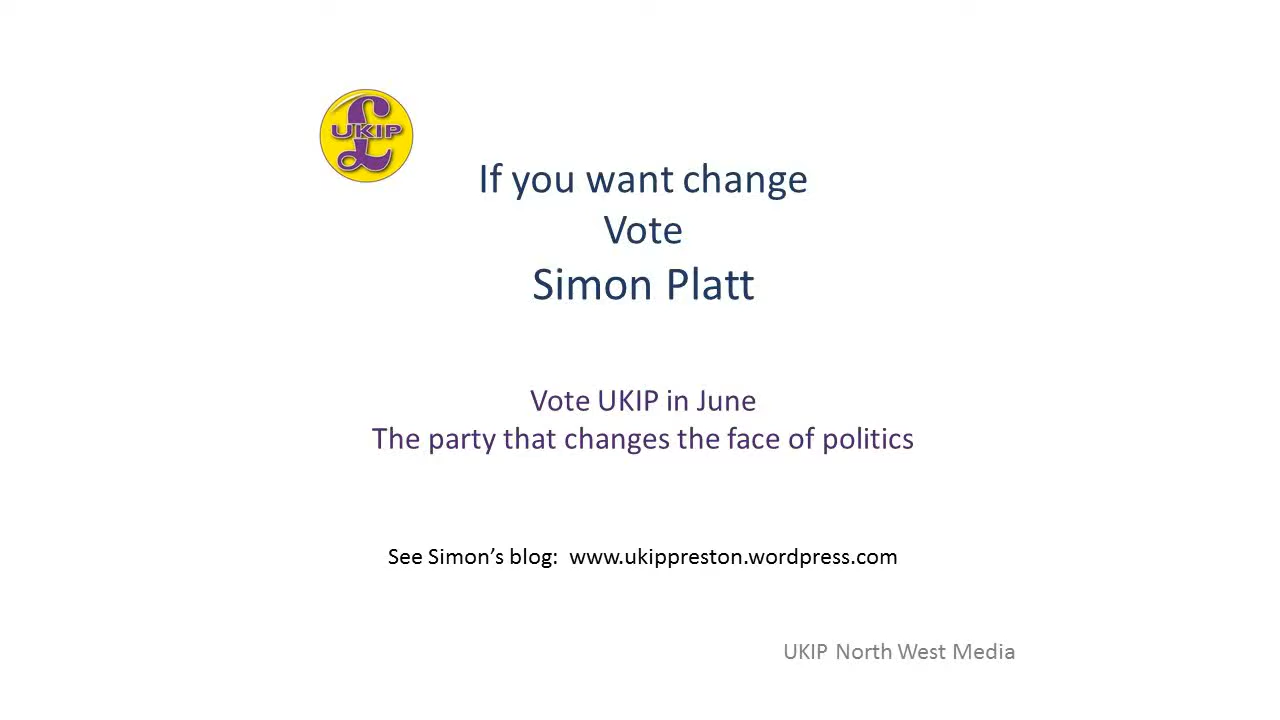 UKIP
If you want change
Vote
Simon Platt
Vote UKIP in June
The party that changes the face of politics
See Simon’s blog:  www.ukippreston.wordpress.com
UKIP North West Media